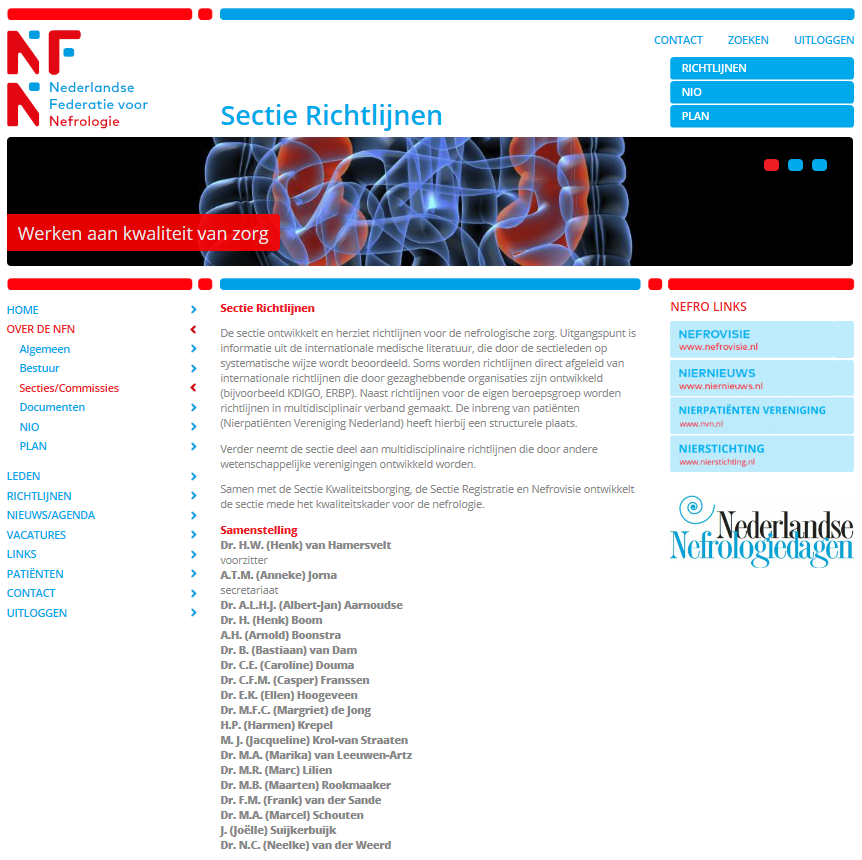 CONTACT ZOEKEN UITLOGGEN
NFN
Nederlandse
Federatie voor
Nefrologie
Sectie Richtlijnen
RICHTLIJNEN
NIO
PLAN
Werken aan kwaliteit van zorg
HOME
OVER DE NFN
Algemeen
Bestuur
Secties/Commissies
Documenten
NIO
PLAN
LEDEN
RICHTLIJNEN
NIEUWS/AGENDA
VACATURES
LINKS
PATIËNTEN
CONTACT
UITLOGGEN
Sectie Richtlijnen
De sectie ontwikkelt en herziet richtlijnen voor de nefrologische zorg. Uitgangspunt is
informatie uit de internationale medische literatuur, die door de sectieleden op
systematische wijze wordt beoordeeld. Soms worden richtlijnen direct afgeleid van
internationale richtlijnen die door gezaghebbende organisaties zijn ontwikkeld
(bijvoorbeeld KDIGO, ERBP). Naast richtlijnen voor de eigen beroepsgroep worden
richtlijnen in multidisciplinair verband gemaakt. De inbreng van patiënten
(Nierpatiënten Vereniging Nederland) heeft hierbij een structurele plaats.
Verder neemt de sectie deel aan multidisciplinaire richtlijnen die door andere
wetenschappelijke verenigingen ontwikkeld worden.
Samen met de Sectie Kwaliteitsborging, de Sectie Registratie en Nefrovisie ontwikkelt
de sectie mede het kwaliteitskader voor de nefrologie.
Samenstelling
Dr. H.W. (Henk) van Hamersvelt
voorzitter
A.T.M. (Anneke) Jorna
secretariaat
Dr. A.L.H.J. (Albert-Jan) Aarnoudse
Dr. H. (Henk) Boom
A.H. (Arnold) Boonstra
Dr. B. (Bastiaan) van Dam
Dr. C.E. (Caroline) Douma
Dr. C.F.M. (Casper) Franssen
Dr. E.K. (Ellen) Hoogeveen
Dr. M.F.C. (Margriet) de Jong
H.P. (Harmen) Krepel
M. J. (Jacqueline) Krol-van Straaten
Dr. M.A. (Marika) van Leeuwen-Artz
Dr. M.R. (Marc) Lilien
Dr. M.B. (Maarten) Rookmaaker
Dr. F.M. (Frank) van der Sande
Dr. M.A. (Marcel) Schouten
J. (Joëlle) Suijkerbuijk
Dr. N.C. (Neelke) van der Weerd
NEFRO LINKS
NEFROVISIE
www.nefrovisie.nl
NIERNIEUWS
www.niernieuws.nl
NIERPATIËNTEN VERENIGING
www.nvn.nl
NIERSTICHTING
www.nierstichting.nl
Nederlandse
Nefrologiedagen